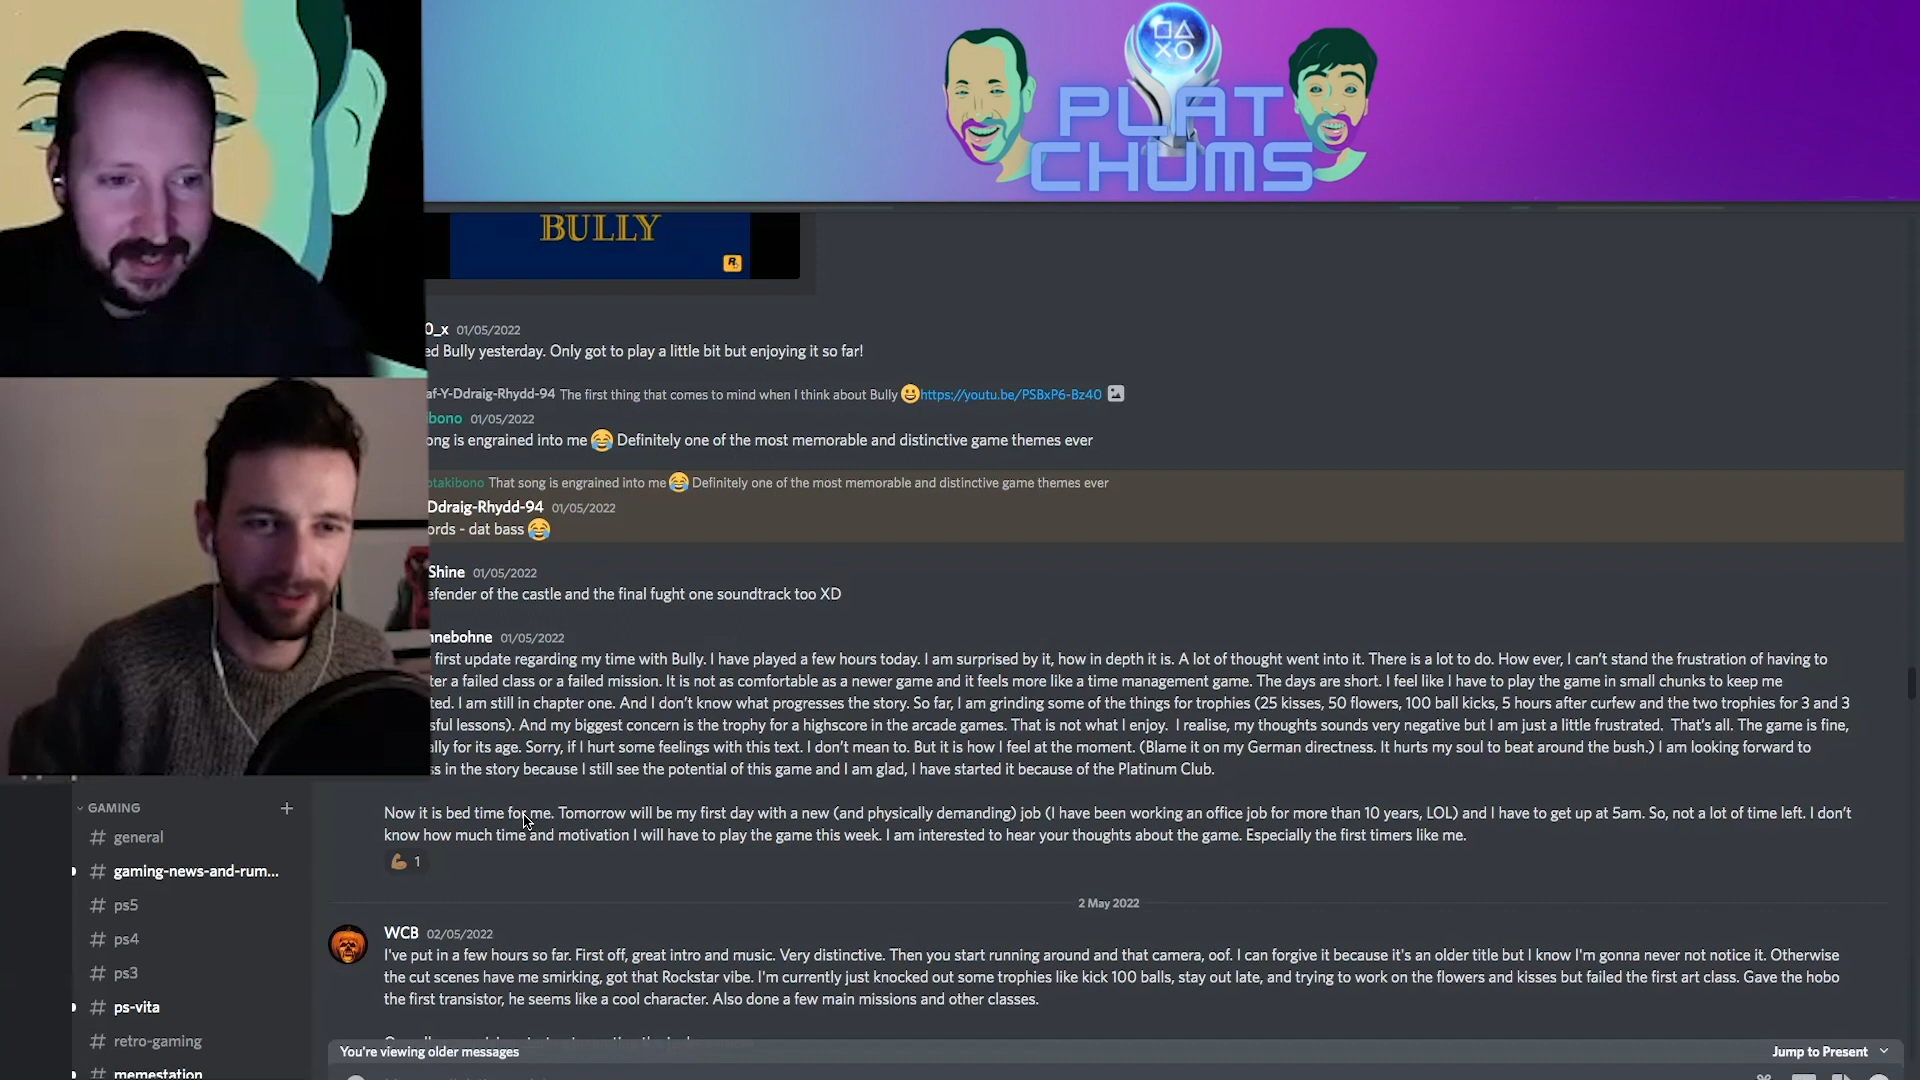 PLAT
CHUMS
BULLY
R
0_x 01/05/2022
ed Bully yesterday. Only got to play a little bit but enjoying it so far!
af-Y-Ddraig-Rhydd-94 The first thing that comes to mind when I think about Bully 😀https://youtu.be/PSBxP6-Bz40
bono 01/05/2022
ong is engrained into me 😂 Definitely one of the most memorable and distinctive game themes ever
otakibono That song is engrained into me 😂 Definitely one of the most memorable and distinctive game themes ever
Ddraig-Rhydd-94 01/05/2022
ords - dat bass 😂
Shine 01/05/2022
efender of the castle and the final fught one soundtrack too XD
nnebohne 01/05/2022
first update regarding my time with Bully. I have played a few hours today. I am surprised by it, how in depth it is. A lot of thought went into it. There is a lot to do. How ever, I can't stand the frustration of having to
ter a failed class or a failed mission. It is not as comfortable as a newer game and it feels more like a time management game. The days are short. I feel like I have to play the game in small chunks to keep me
ted. I am still in chapter one. And I don't know what progresses the story. So far, I am grinding some of the things for trophies (25 kisses, 50 flowers, 100 ball kicks, 5 hours after curfew and the two trophies for 3 and 3
sful lessons). And my biggest concern is the trophy for a highscore in the arcade games. That is not what I enjoy. I realise, my thoughts sound very negative but I am just a little frustrated. That's all. The game is fine,
ally for its age. Sorry, if I hurt some feelings with this text. I don't mean to. But it is how I feel at the moment. (Blame it on my German directness. It hurts my soul to beat around the bush.) I am looking forward to
ss in the story because I still see the potential of this game and I am glad, I have started it because of the Platinum Club.
Now it is bed time for me. Tomorrow will be my first day with a new (and physically demanding) job (I have been working an office job for more than 10 years, LOL) and I have to get up at 5am. So, not a lot of time left. I don't
know how much time and motivation I will have to play the game this week. I am interested to hear your thoughts about the game. Especially the first timers like me.
💪 1
2 May 2022
WCB 02/05/2022
I've put in a few hours so far. First off, great intro and music. Very distinctive. Then you start running around and that camera, oof. I can forgive it because it's an older title but I know I'm gonna never not notice it. Otherwise
the cut scenes have me smirking, got that Rockstar vibe. I'm currently just knocked out some trophies like kick 100 balls, stay out late, and trying to work on the flowers and kisses but failed the first art class. Gave the hobo
the first transistor, he seems like a cool character. Also done a few main missions and other classes.
You're viewing older messages
Jump to Present
GAMING
# general
# gaming-news-and-rum...
# ps5
# ps4
# ps3
# ps-vita
# retro-gaming
# memestation